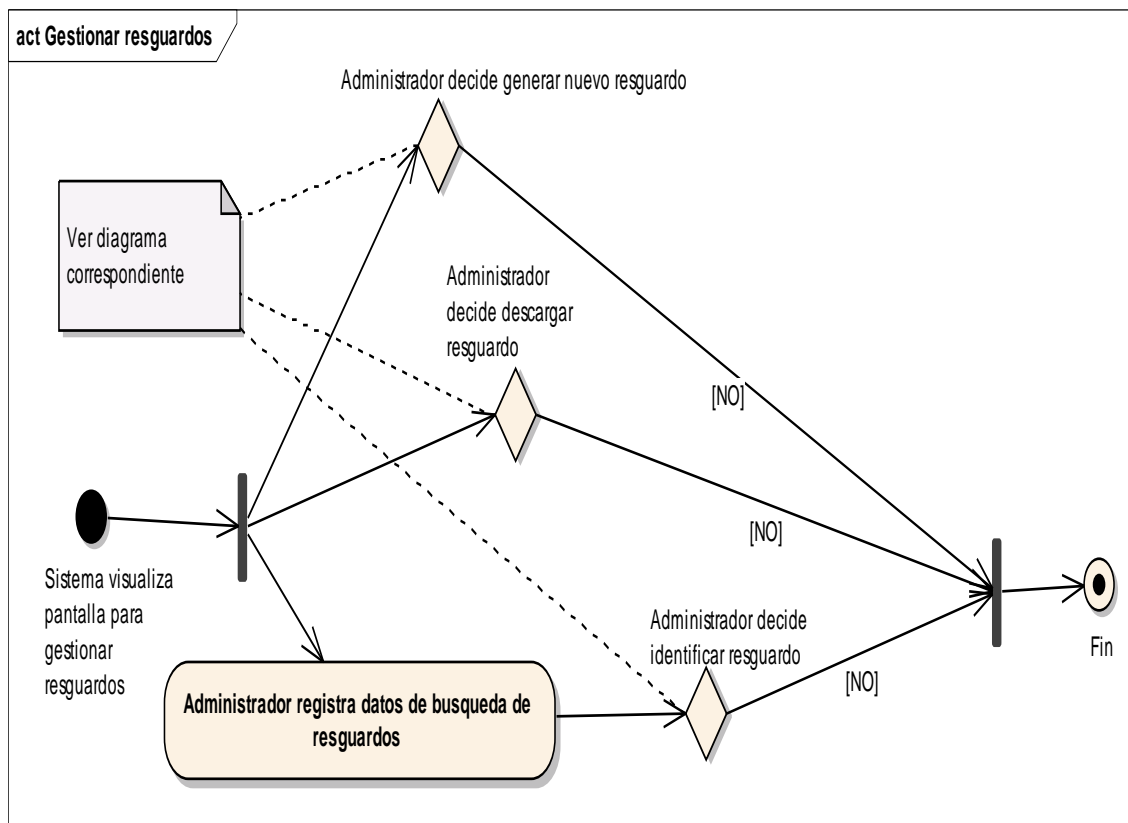 act Gestionar resguardos
Administrador decide generar nuevo resguardo
Ver diagrama
correspondiente
Administrador
decide descargar
resguardo
[NO]
[NO]
Sistema visualiza
pantalla para
gestionar
resguardos
Administrador decide
identificar resguardo
[NO]
Fin
Administrador registra datos de busqueda de
resguardos